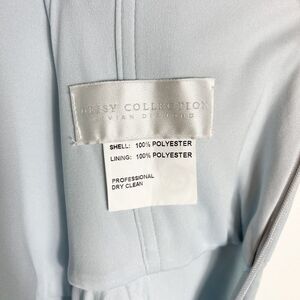 COLLECTION
SHELL: 100% POLYESTER
LINING: 100% POLYESTER
PROFESSIONAL
DRY CLEAN